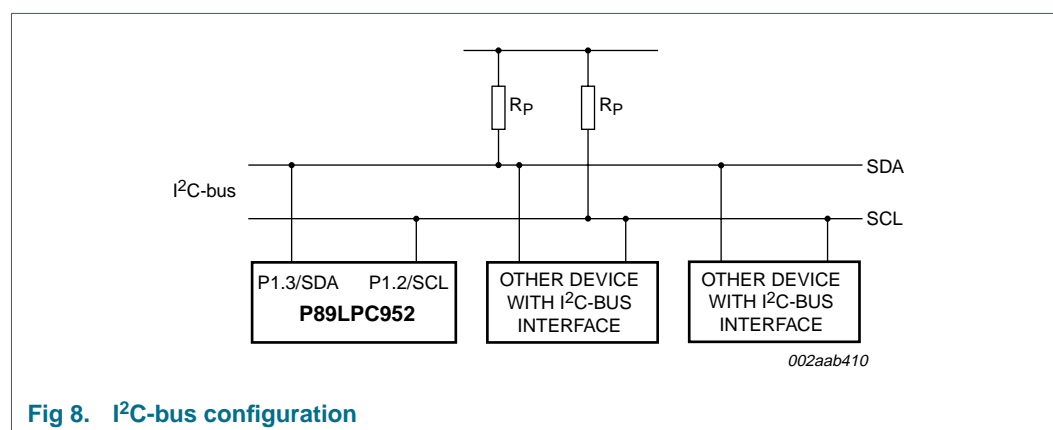 RP RP
SDA
I2C-bus
SCL
P1.3/SDA P1.2/SCL
P89LPC952
OTHER DEVICE
WITH I2C-BUS
INTERFACE
OTHER DEVICE
WITH I2C-BUS
INTERFACE
002aab410
Fig 8. I2C-bus configuration